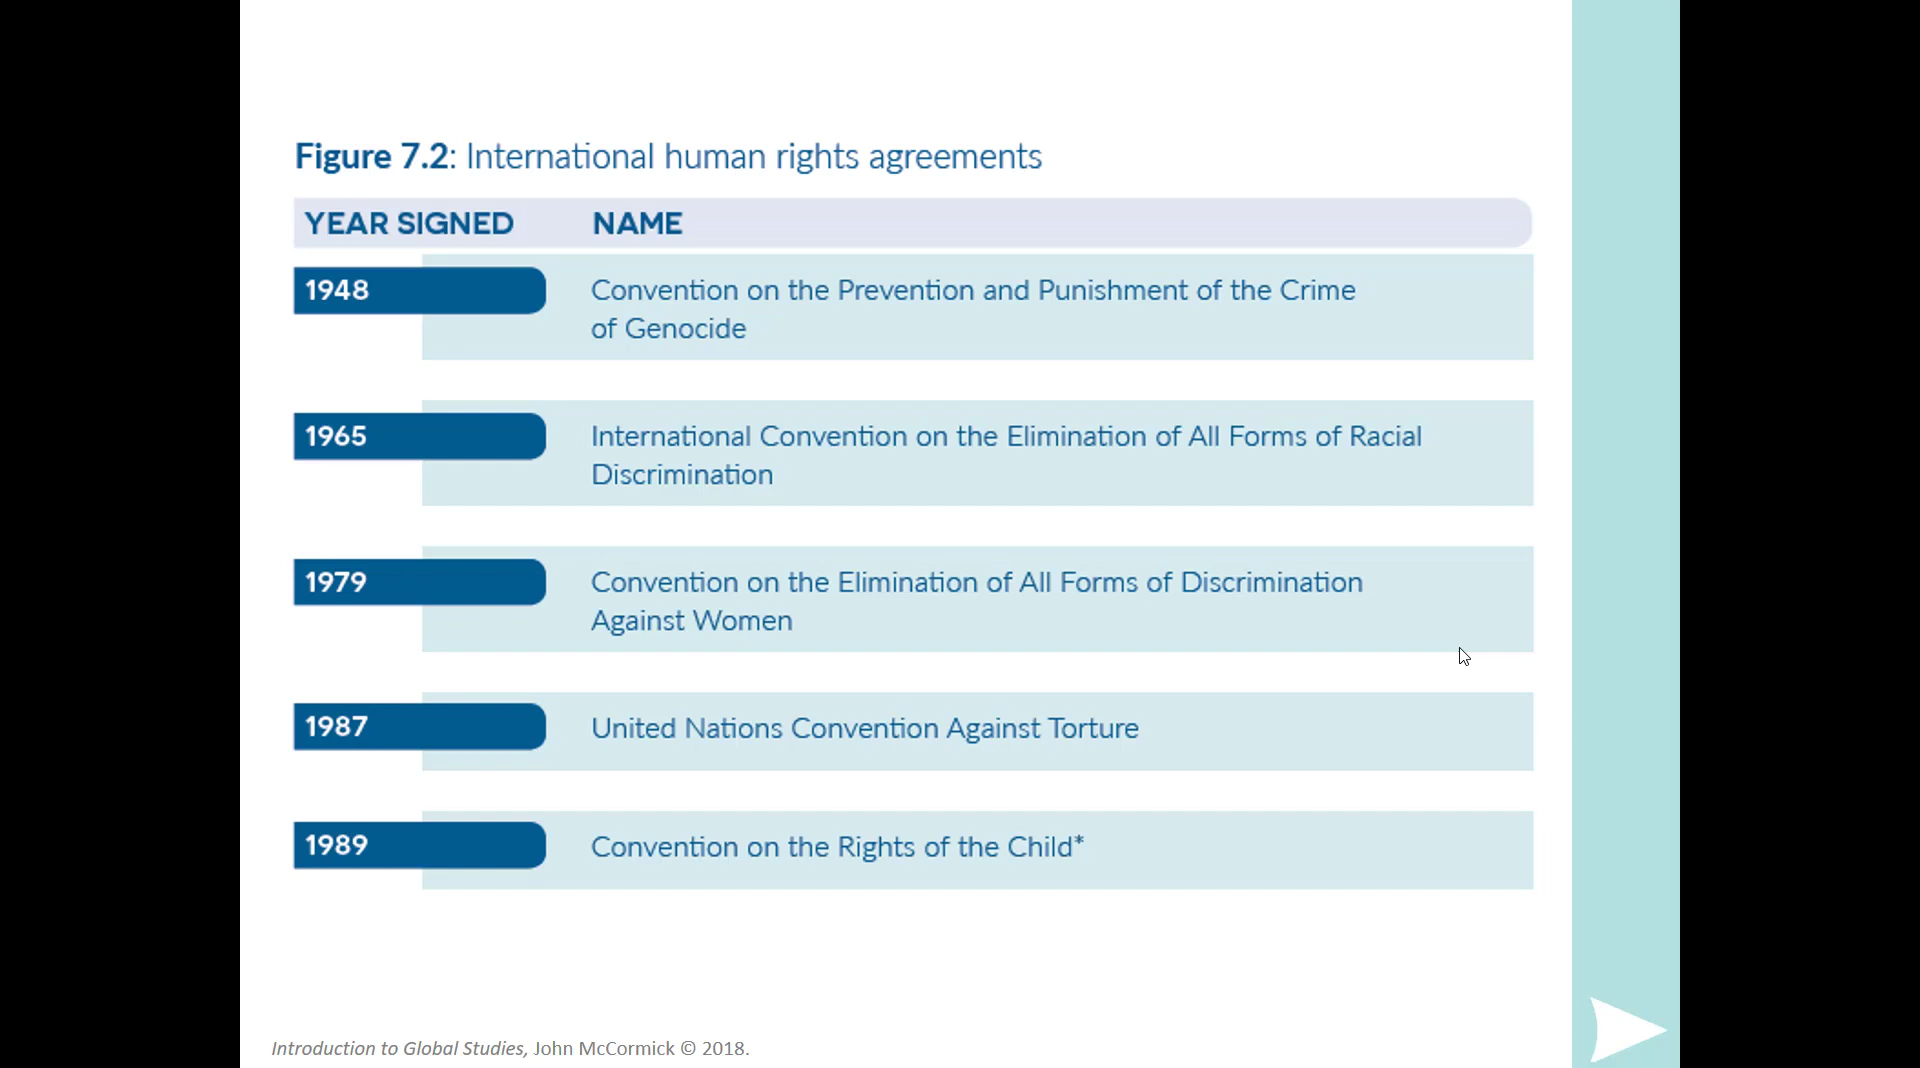 Figure 7.2: International human rights agreements
YEAR SIGNED NAME
1948 Convention on the Prevention and Punishment of the Crime
of Genocide
1965 International Convention on the Elimination of All Forms of Racial
Discrimination
1979 Convention on the Elimination of All Forms of Discrimination
Against Women
1987 United Nations Convention Against Torture
1989 Convention on the Rights of the Child*
Introduction to Global Studies, John McCormick © 2018.